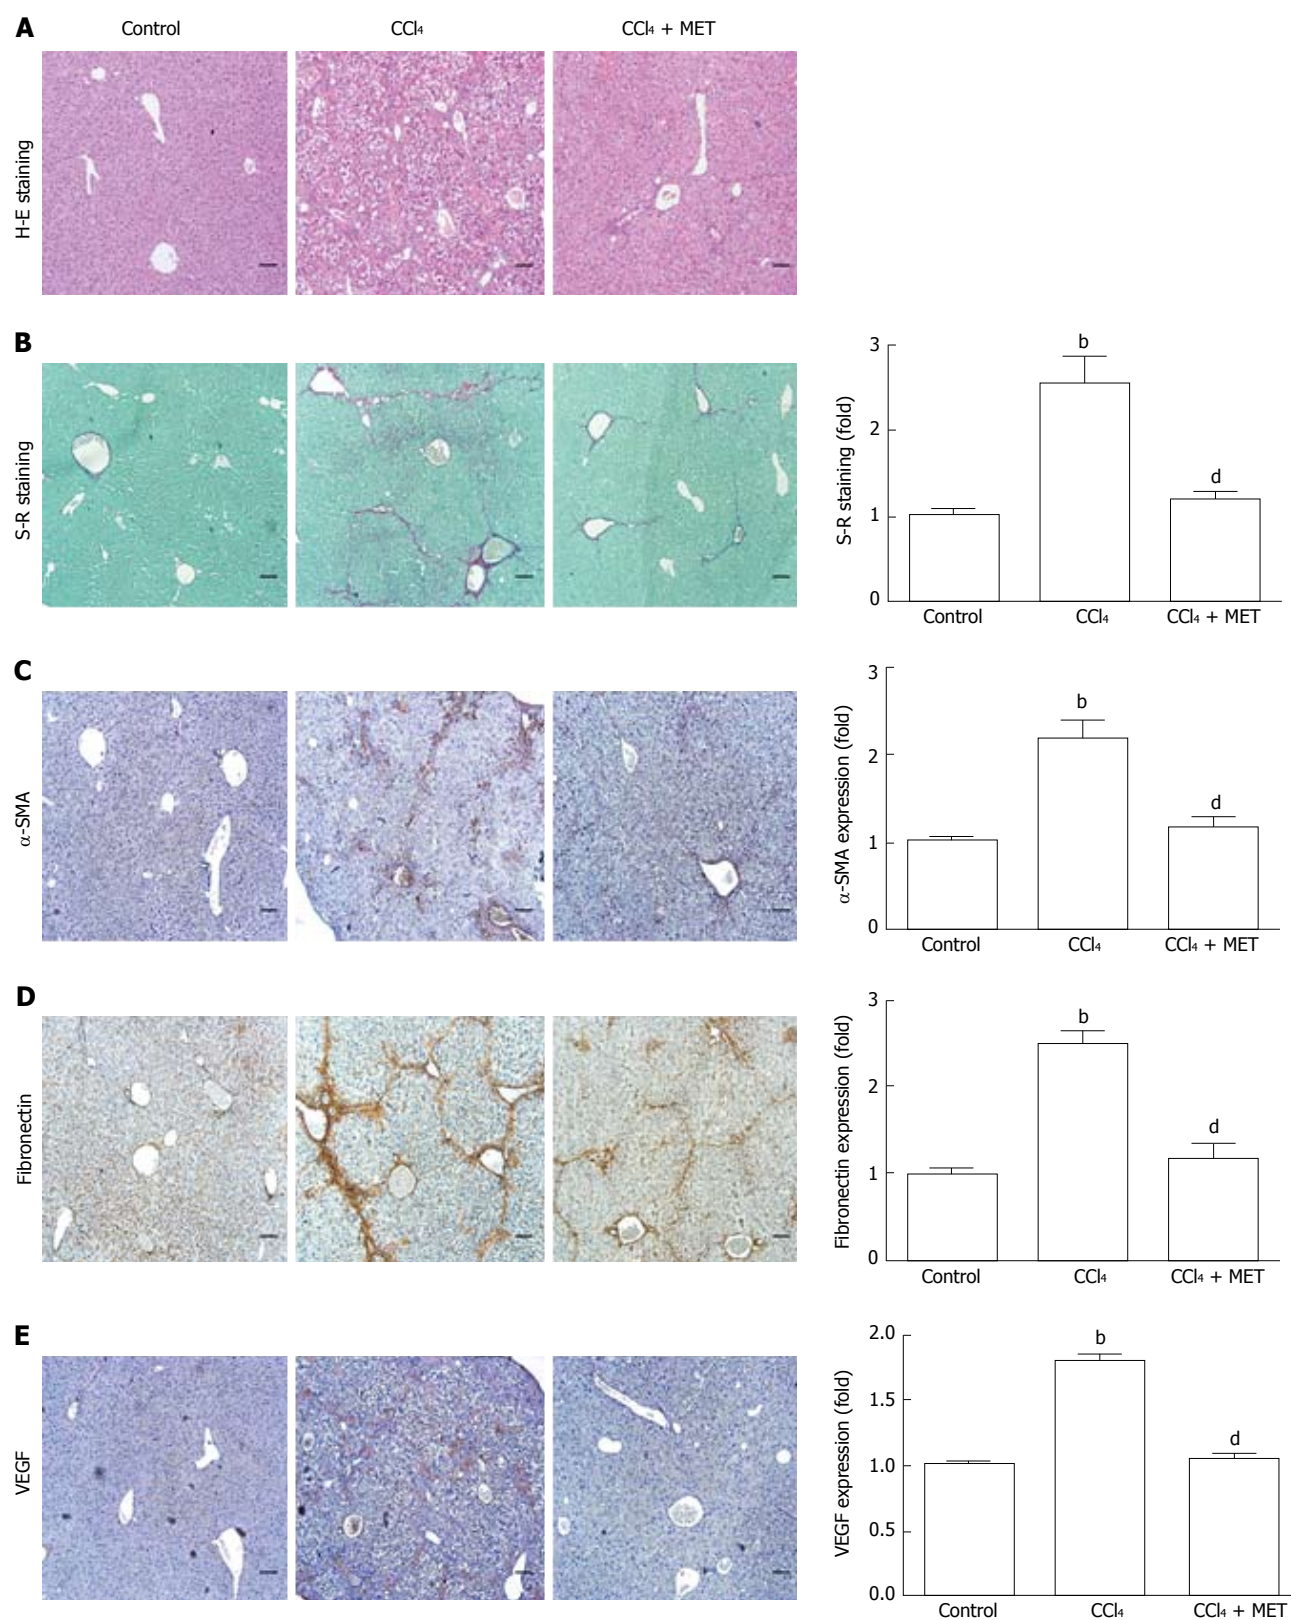 A
Control
CCl₄
CCl₄ + MET
H-E staining
B
S-R staining
S-R staining (fold)
3
2
1
0
b
d
Control
CCl₄
CCl₄ + MET
C
α-SMA
α-SMA expression (fold)
3
2
1
0
b
d
Control
CCl₄
CCl₄ + MET
D
Fibronectin
Fibronectin expression (fold)
3
2
1
0
b
d
Control
CCl₄
CCl₄ + MET
E
VEGF
VEGF expression (fold)
2.0
1.5
1.0
0.5
0.0
b
d
Control
CCl₄
CCl₄ + MET